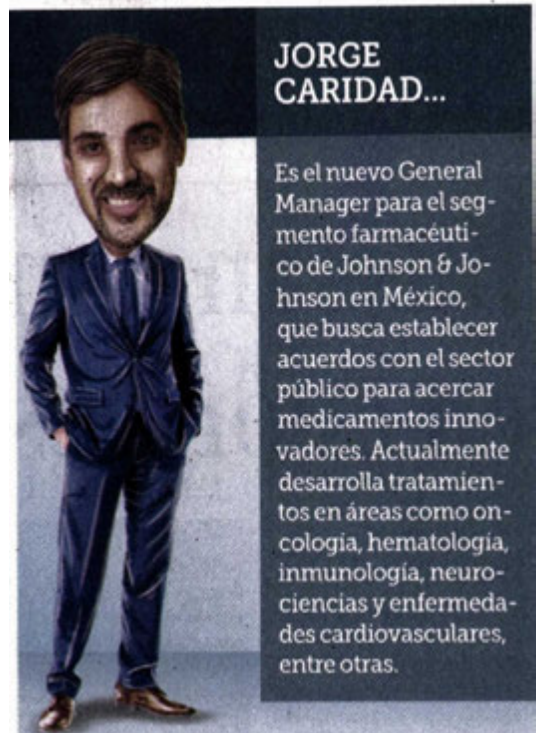 JORGE
CARIDAD...
Es el nuevo General
Manager para el seg-
mento farmacéuti-
co de Johnson & Jo-
hnson en México,
que busca establecer
acuerdos con el sector
público para acercar
medicamentos inno-
vadores. Actualmente
desarrolla tratamien-
tos en áreas como on-
cología, hematología,
inmunología, neuro-
ciencias y enfermeda-
des cardiovasculares,
entre otras.